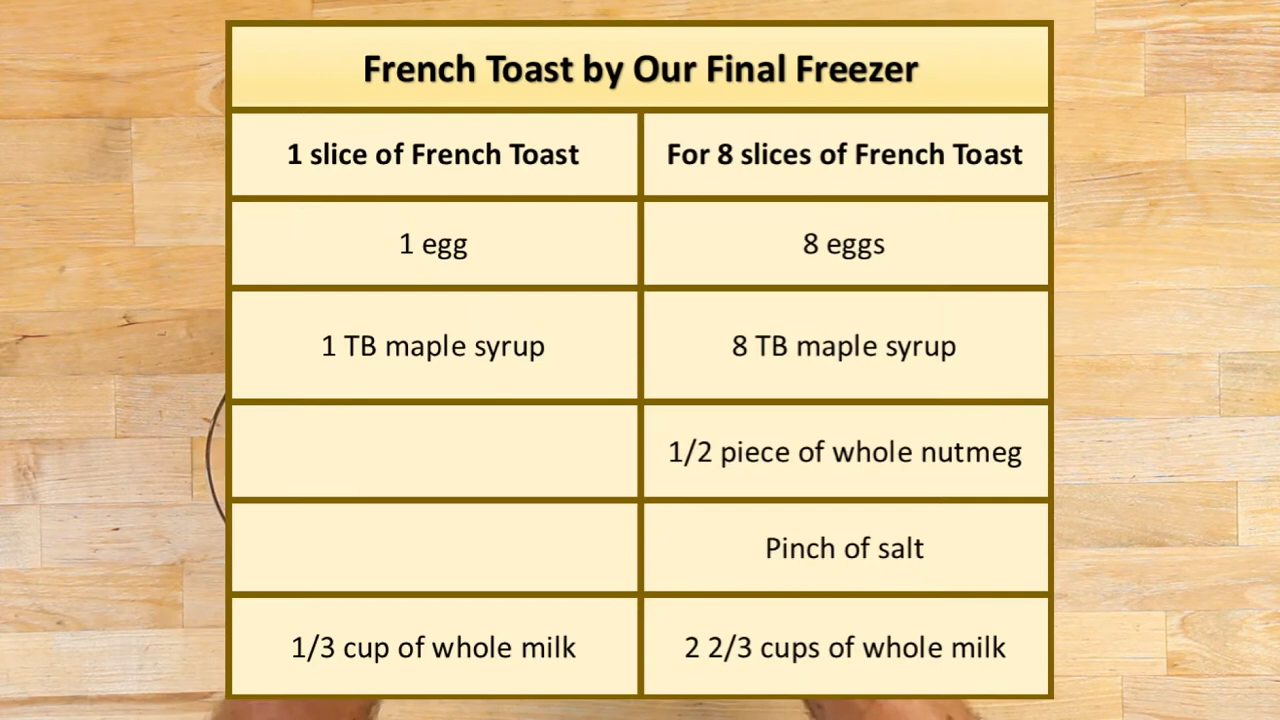 French Toast by Our Final Freezer
1 slice of French Toast
For 8 slices of French Toast
1 egg
8 eggs
1 TB maple syrup
8 TB maple syrup
1/2 piece of whole nutmeg
Pinch of salt
1/3 cup of whole milk
2 2/3 cups of whole milk